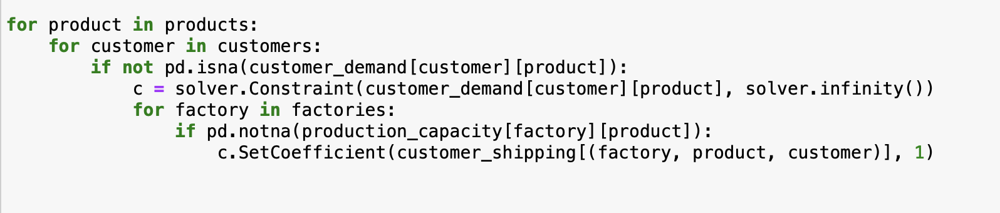 for product in products:
    for customer in customers:
        if not pd.isna(customer_demand[customer][product]):
            c = solver.Constraint(customer_demand[customer][product], solver.infinity())
            for factory in factories:
                if pd.notna(production_capacity[factory][product]):
                    c.SetCoefficient(customer_shipping[(factory, product, customer)], 1)